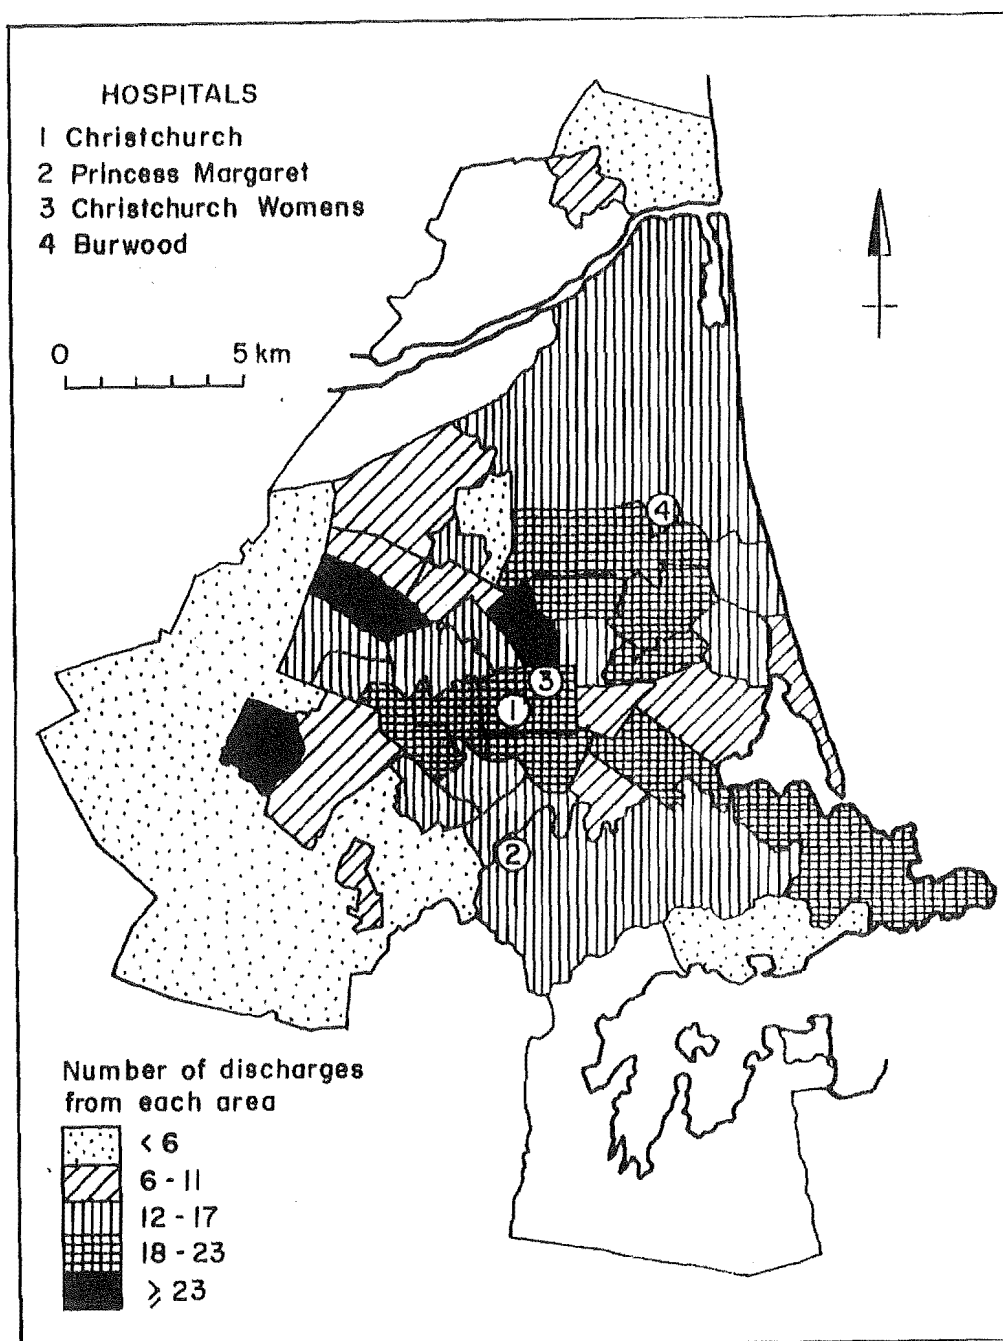 HOSPITALS
1 Christchurch
2 Princess Margaret
3 Christchurch Womens
4 Burwood
0 5 km
4
3
1
2
Number of discharges
from each area
< 6
6 - 11
12 - 17
18 - 23
⩾ 23